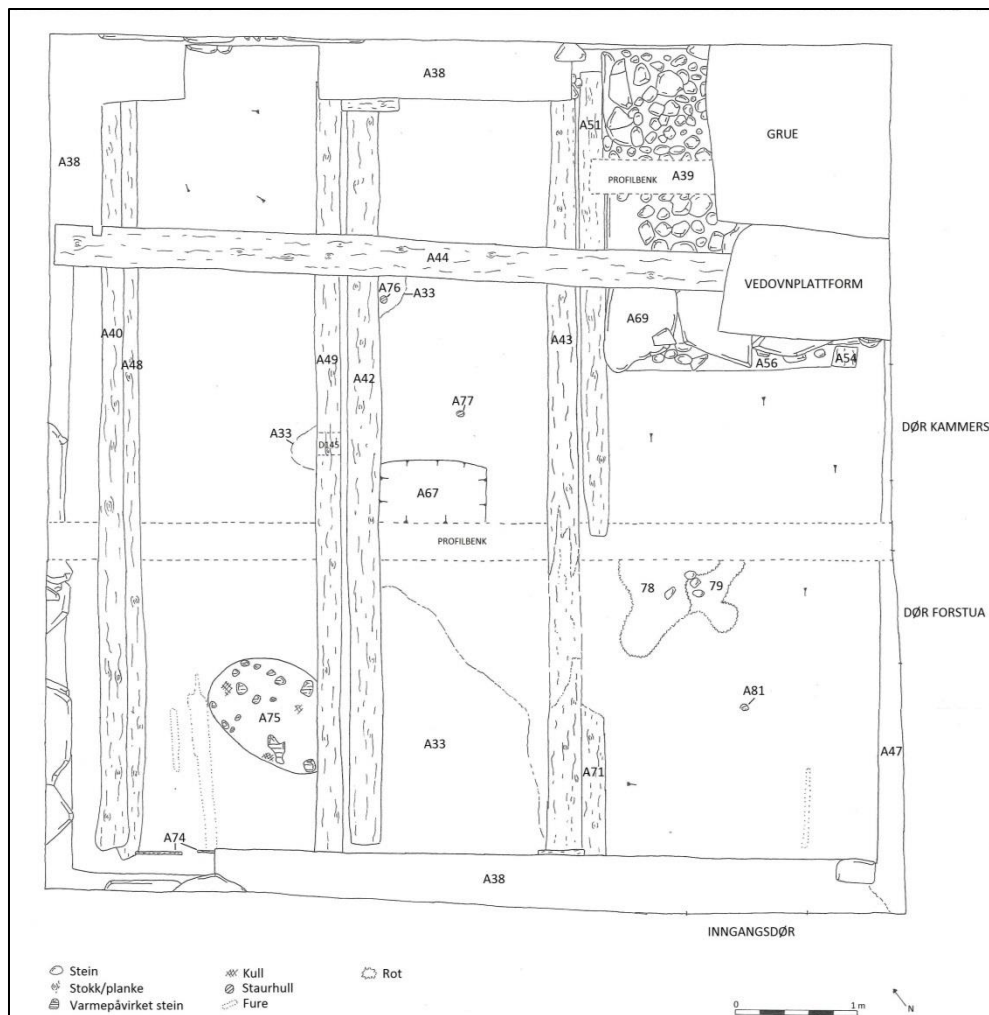 A38
A38
A51
GRUE
PROFILBENK A39
A44
VEDOVNPLATTFORM
A76
A33
A69
A40
A48
A49
A42
A43
A56
A54
A77
A33
D145
DØR KAMMERS
A67
PROFILBENK
78
79
DØR FORSTUA
A75
A81
A33
A71
A47
A74
A38
INNGANGSDØR
Stein
Stokk/planke
Varmepåvirket stein
Kull
Staurhull
Fure
Rot
0 1 m
N